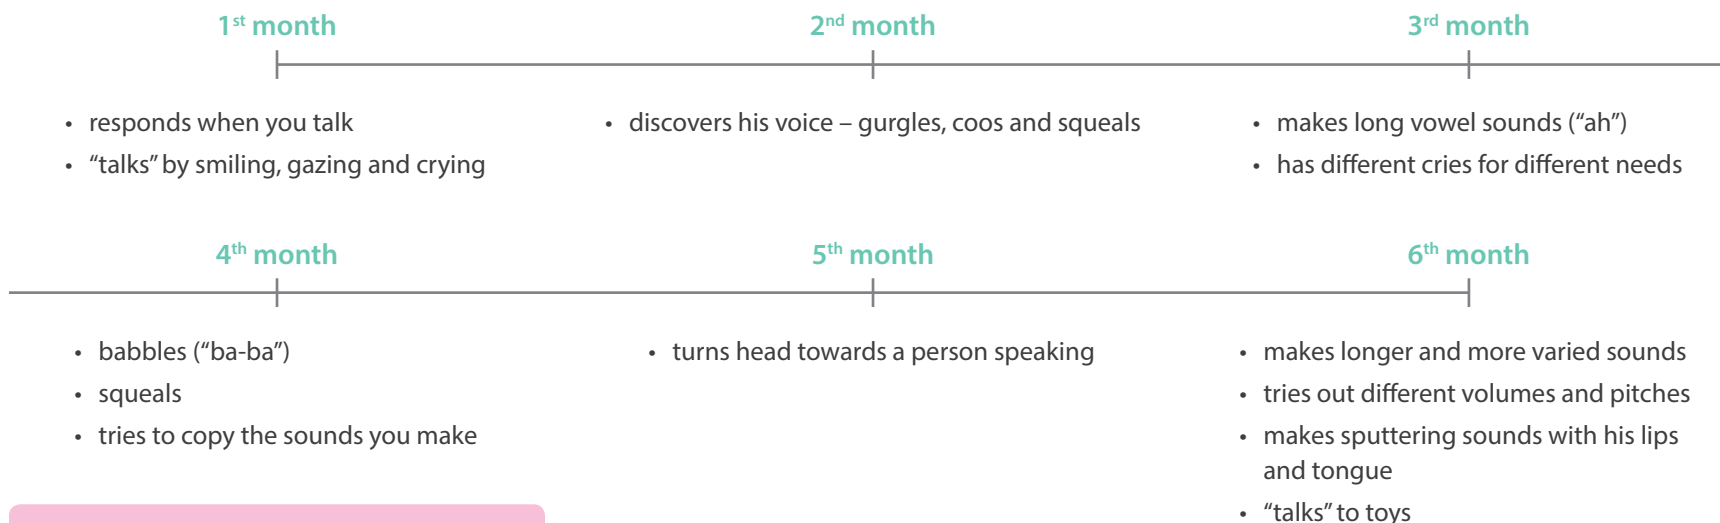 1st month
2nd month
3rd month
• responds when you talk
• “talks” by smiling, gazing and crying
• discovers his voice – gurgles, coos and squeals
• makes long vowel sounds (“ah”)
• has different cries for different needs
4th month
5th month
6th month
• babbles (“ba-ba”)
• squeals
• tries to copy the sounds you make
• turns head towards a person speaking
• makes longer and more varied sounds
• tries out different volumes and pitches
• makes sputtering sounds with his lips
and tongue
• “talks” to toys